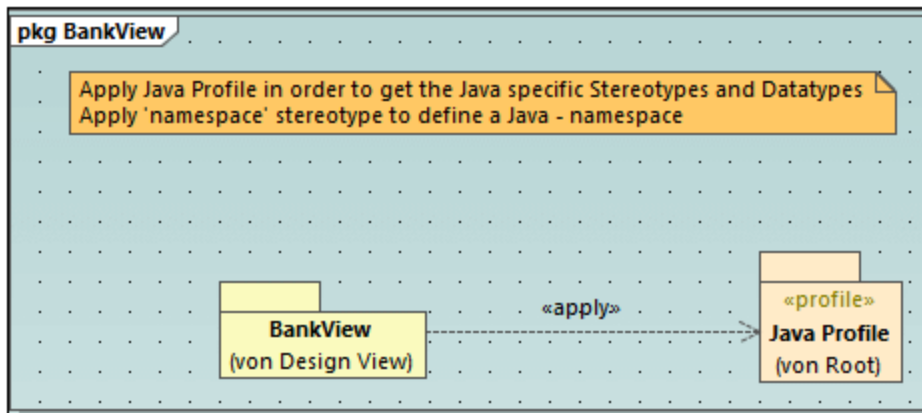 pkg BankView
Apply Java Profile in order to get the Java specific Stereotypes and Datatypes
Apply 'namespace' stereotype to define a Java - namespace
«apply»
BankView
(von Design View)
«profile»
Java Profile
(von Root)